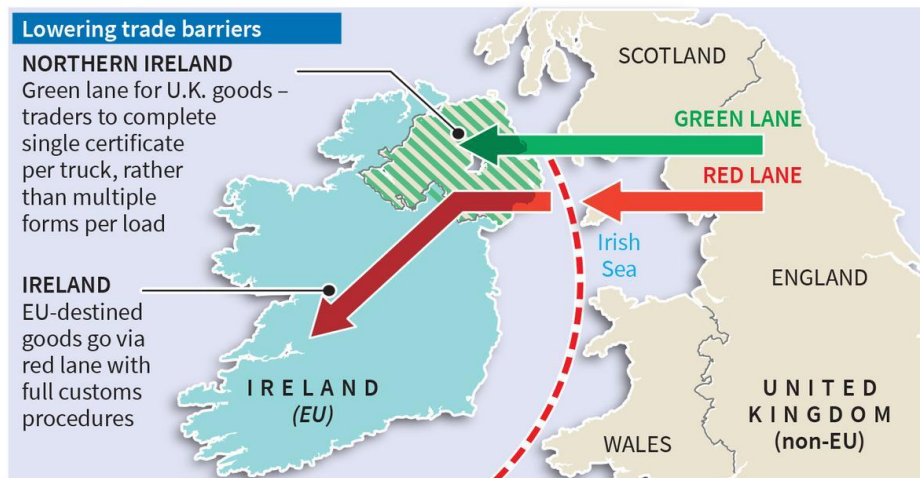 Lowering trade barriers
NORTHERN IRELAND
Green lane for U.K. goods –
traders to complete
single certificate
per truck, rather
than multiple
forms per load
IRELAND
EU-destined
goods go via
red lane with
full customs
procedures
SCOTLAND
GREEN LANE
RED LANE
Irish
Sea
ENGLAND
IRELAND
(EU)
UNITED
KINGDOM
(non-EU)
WALES